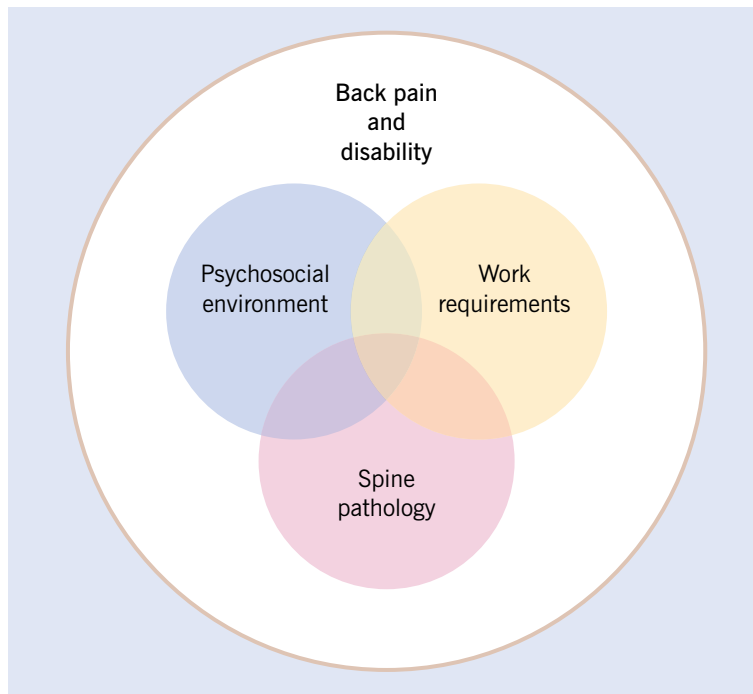 Back pain
and
disability
Psychosocial
environment
Work
requirements
Spine
pathology